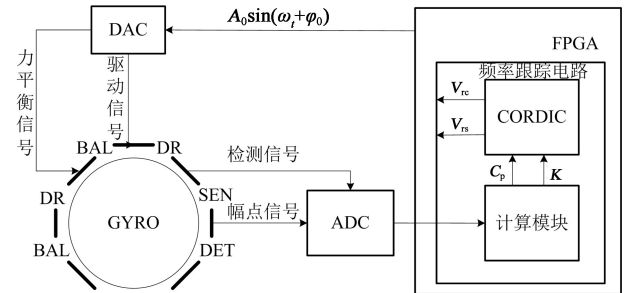 DAC
A₀sin(ωₜ+φ₀)
FPGA
力平衡信号
驱动信号
频率跟踪电路
Vrc
CORDIC
Vrs
BAL
DR
检测信号
Cp
K
DR
SEN
GYRO
幅点信号
ADC
计算模块
BAL
DET